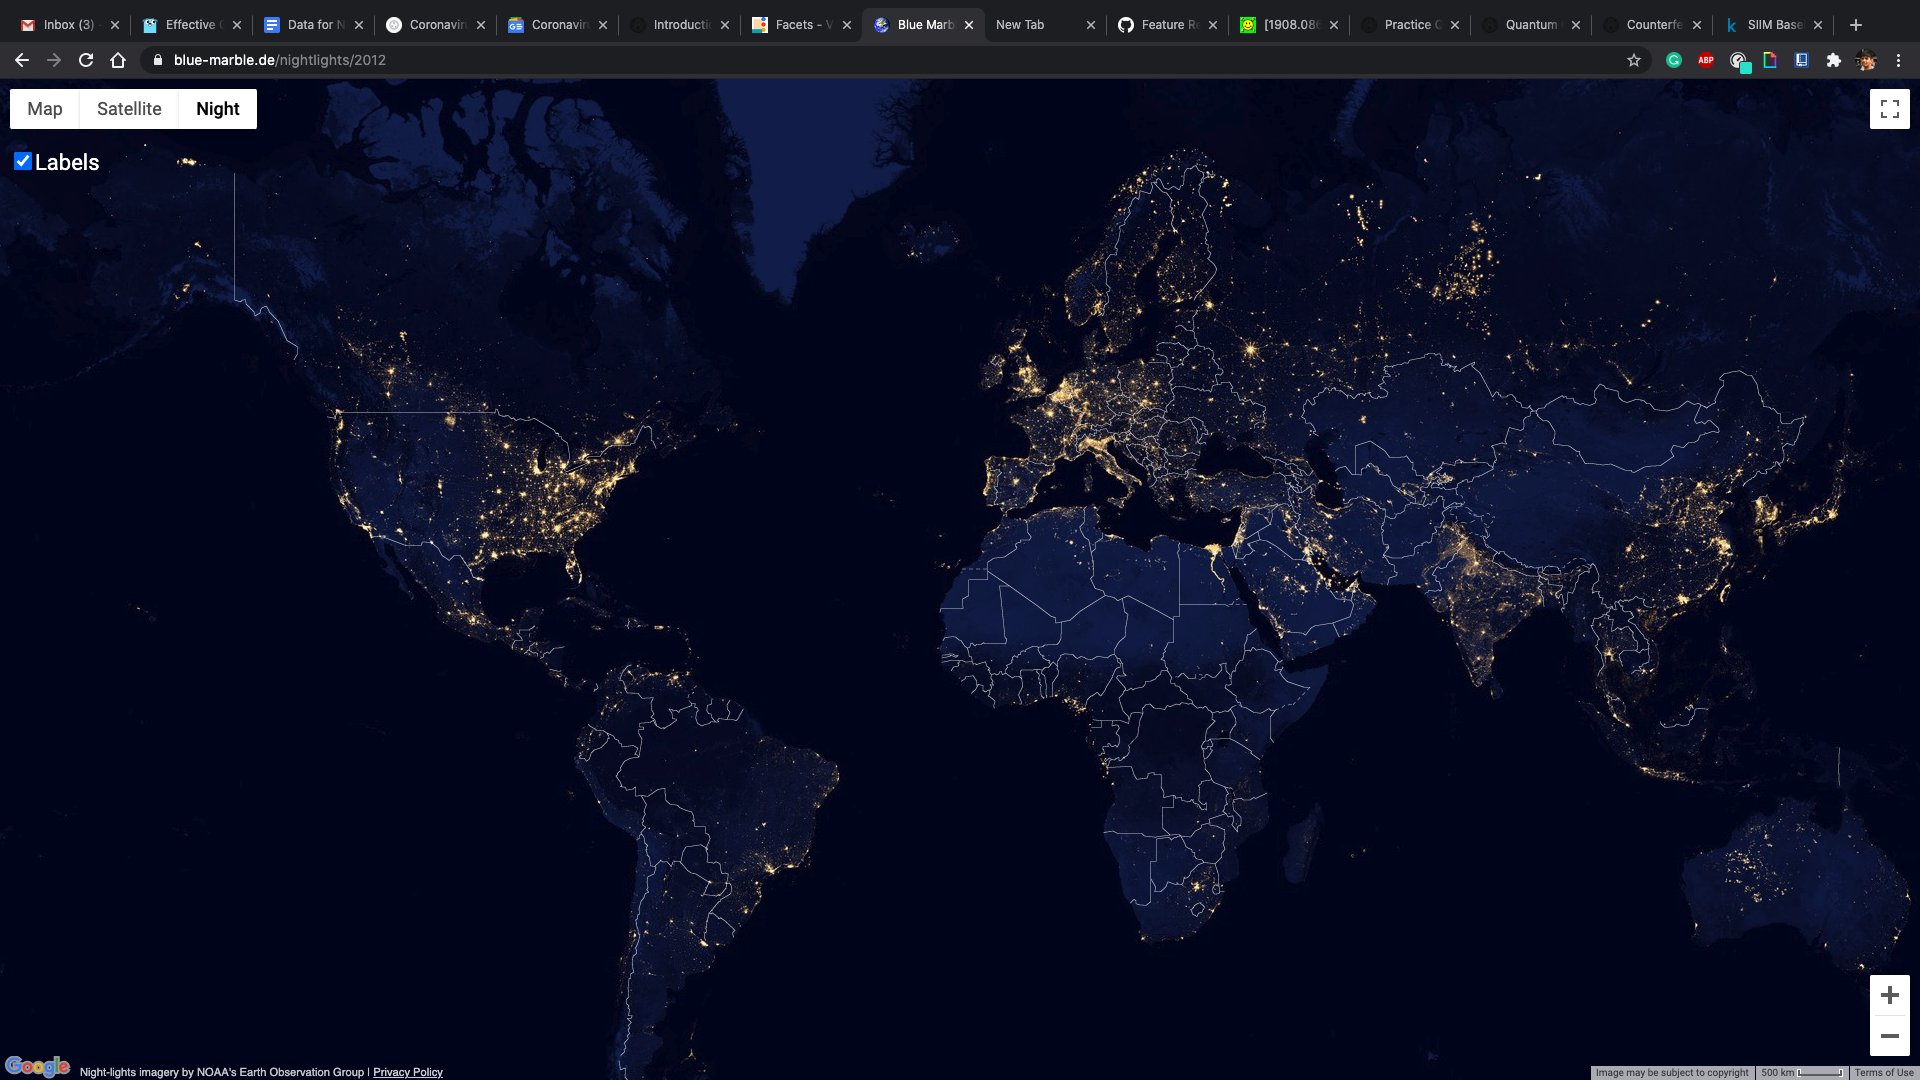 Inbox (3)
Effective
Data for N
Coronavir
Coronavir
Introducti
Facets - V
Blue Marb
New Tab
Feature Re
[1908.086
Practice Q
Quantum
Counterfe
SIIM Base
blue-marble.de/nightlights/2012
ABP
Map Satellite Night
Labels
Google Night-lights imagery by NOAA's Earth Observation Group | Privacy Policy
Image may be subject to copyright 500 km Terms of Use